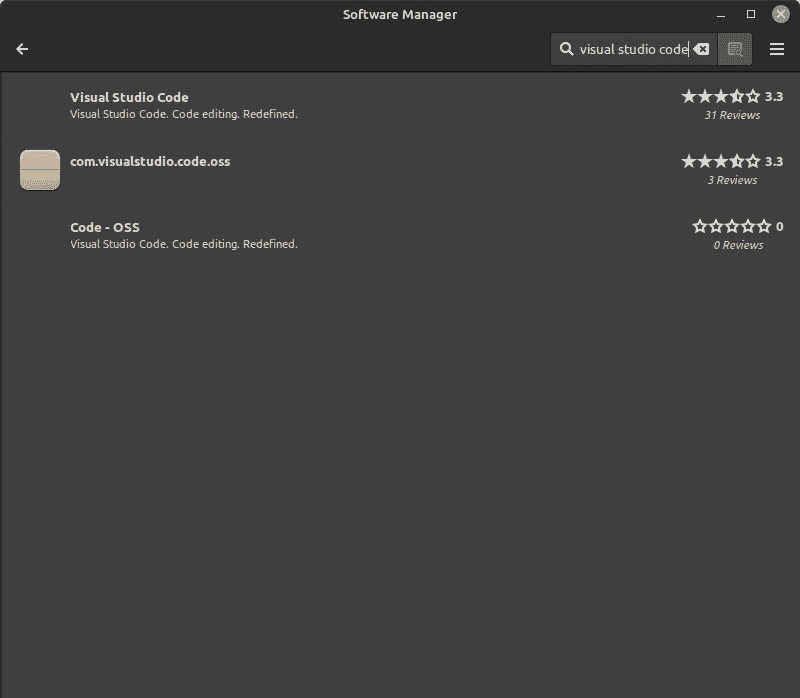 Software Manager
visual studio code
Visual Studio Code
Visual Studio Code. Code editing. Redefined.
3.3
31 Reviews
com.visualstudio.code.oss
3.3
3 Reviews
Code - OSS
Visual Studio Code. Code editing. Redefined.
0
0 Reviews